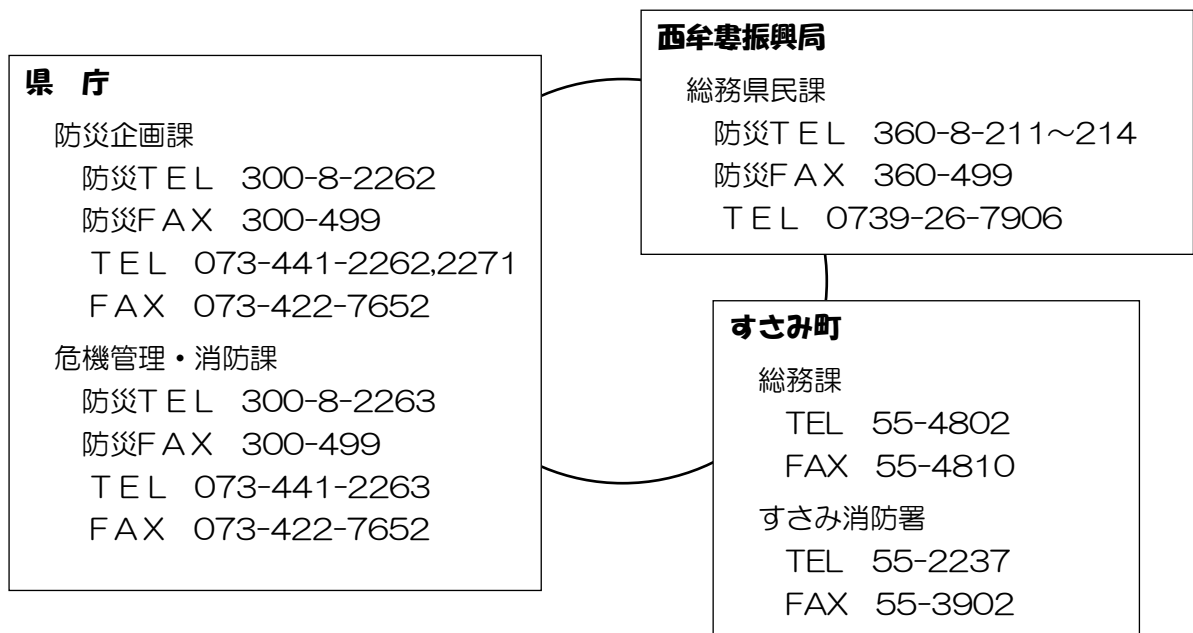 県　庁
防災企画課
防災ＴＥＬ　300-8-2262
防災ＦＡＸ　300-499
ＴＥＬ　073-441-2262,2271
ＦＡＸ　073-422-7652
危機管理・消防課
防災ＴＥＬ　300-8-2263
防災ＦＡＸ　300-499
ＴＥＬ　073-441-2263
ＦＡＸ　073-422-7652
西牟婁振興局
総務県民課
防災ＴＥＬ　360-8-211～214
防災ＦＡＸ　360-499
ＴＥＬ　0739-26-7906
すさみ町
総務課
TEL　55-4802
FAX　55-4810
すさみ消防署
TEL　55-2237
FAX　55-3902